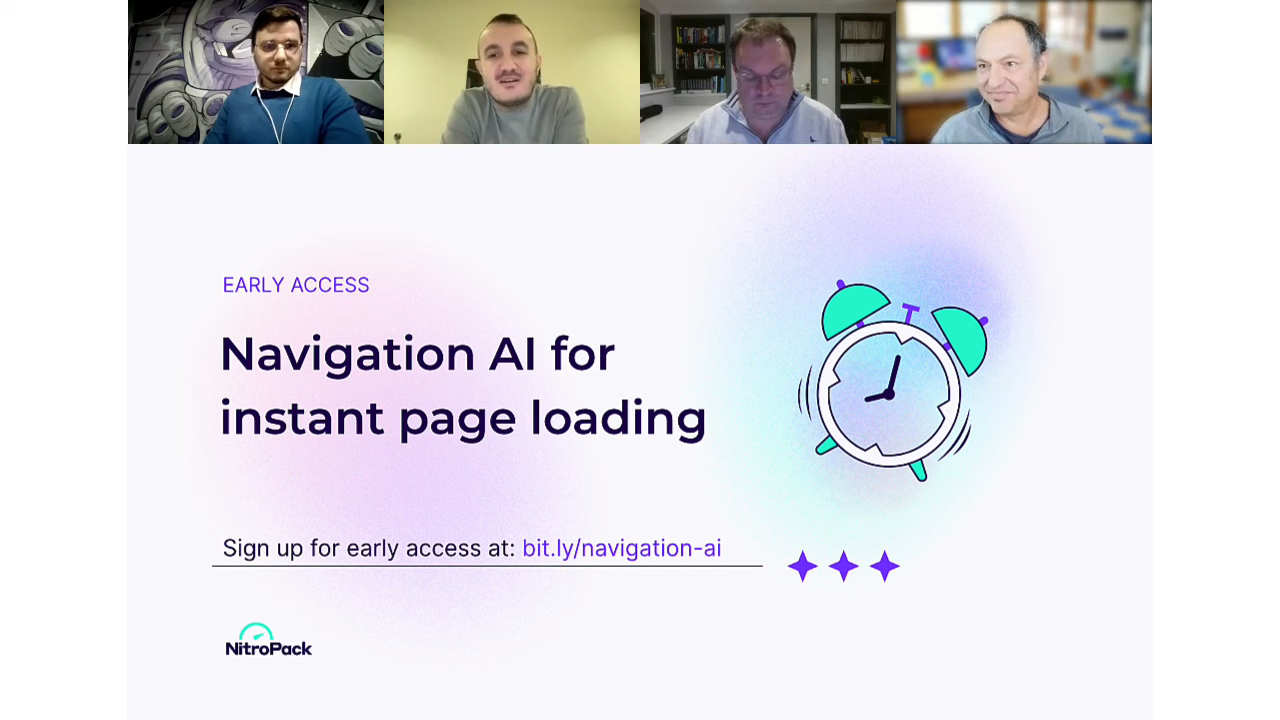 EARLY ACCESS
Navigation AI for
instant page loading
Sign up for early access at: bit.ly/navigation-ai
NitroPack